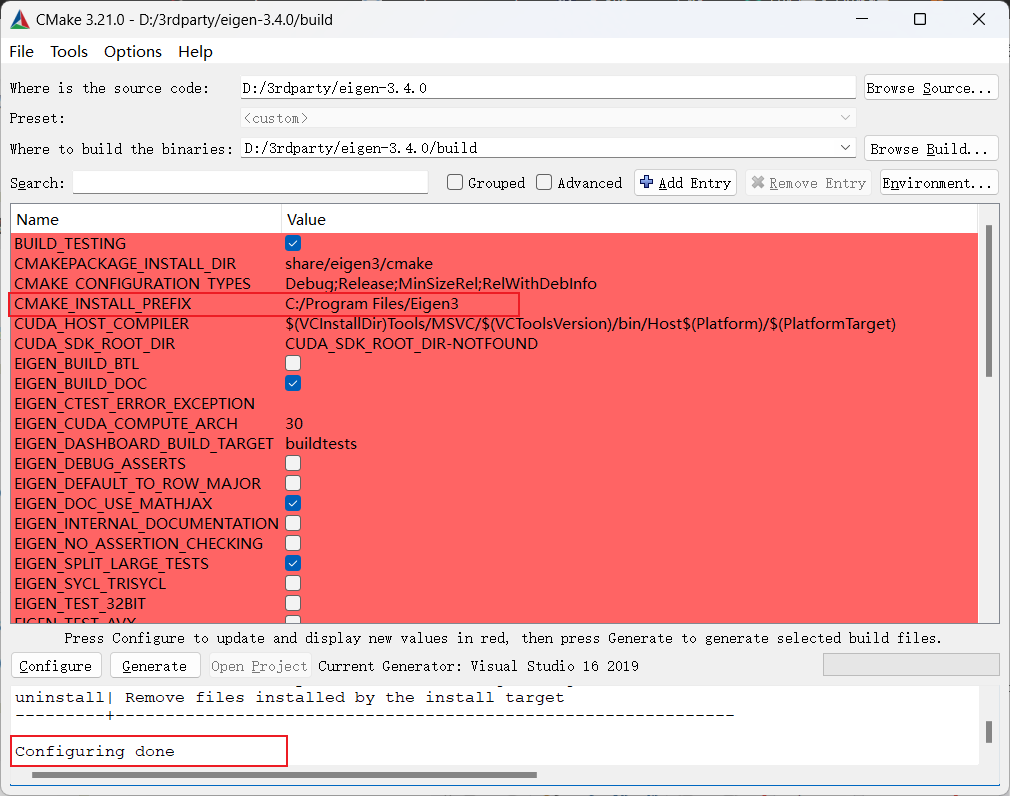 CMake 3.21.0 - D:/3rdparty/eigen-3.4.0/build
File Tools Options Help
Where is the source code: D:/3rdparty/eigen-3.4.0 Browse Source...
Preset: <custom>
Where to build the binaries: D:/3rdparty/eigen-3.4.0/build Browse Build...
Search: Grouped Advanced Add Entry Remove Entry Environment...
Name Value
BUILD_TESTING
CMAKEPACKAGE_INSTALL_DIR share/eigen3/cmake
CMAKE_CONFIGURATION_TYPES Debug;Release;MinSizeRel;RelWithDebInfo
CMAKE_INSTALL_PREFIX C:/Program Files/Eigen3
CUDA_HOST_COMPILER $(VCInstallDir)Tools/MSVC/$(VCToolsVersion)/bin/Host$(Platform)/$(PlatformTarget)
CUDA_SDK_ROOT_DIR CUDA_SDK_ROOT_DIR-NOTFOUND
EIGEN_BUILD_BTL
EIGEN_BUILD_DOC
EIGEN_CTEST_ERROR_EXCEPTION
EIGEN_CUDA_COMPUTE_ARCH 30
EIGEN_DASHBOARD_BUILD_TARGET buildtests
EIGEN_DEBUG_ASSERTS
EIGEN_DEFAULT_TO_ROW_MAJOR
EIGEN_DOC_USE_MATHJAX
EIGEN_INTERNAL_DOCUMENTATION
EIGEN_NO_ASSERTION_CHECKING
EIGEN_SPLIT_LARGE_TESTS
EIGEN_SYCL_TRISYCL
EIGEN_TEST_32BIT
EIGEN_TEST_AVX
Press Configure to update and display new values in red, then press Generate to generate selected build files.
Configure Generate Open Project Current Generator: Visual Studio 16 2019
uninstall| Remove files installed by the install target
---------+--------------------------------------------------------------
Configuring done